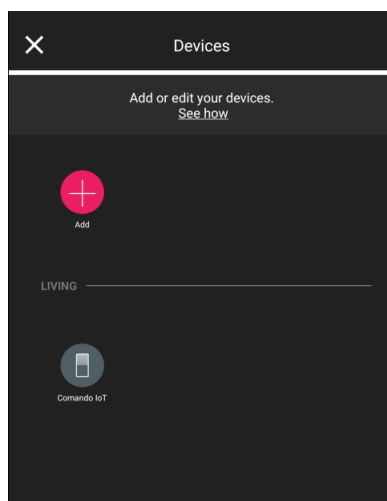 Devices
Add or edit your devices.
See how
Add
LIVING
Comando IoT